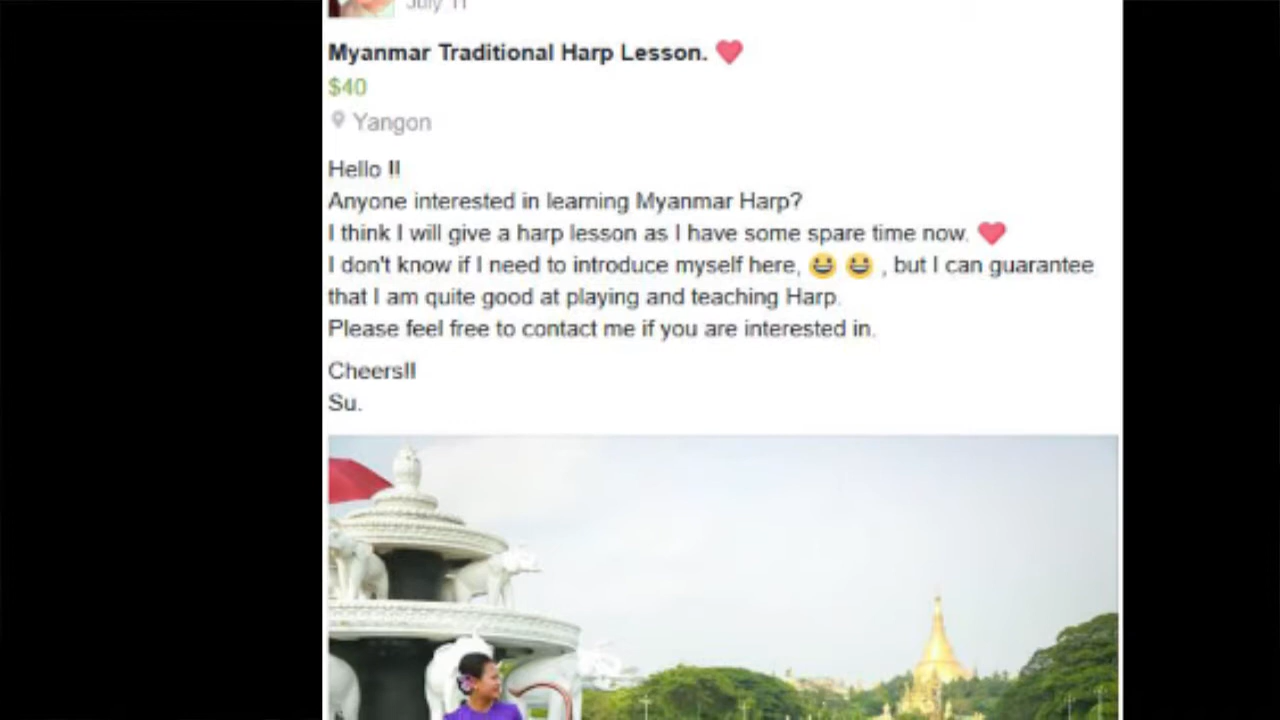 July 11
Myanmar Traditional Harp Lesson. ❤
$40
Yangon
Hello !!
Anyone interested in learning Myanmar Harp?
I think I will give a harp lesson as I have some spare time now. ❤
I don't know if I need to introduce myself here, 😃 😃 , but I can guarantee
that I am quite good at playing and teaching Harp.
Please feel free to contact me if you are interested in.
Cheers!!
Su.